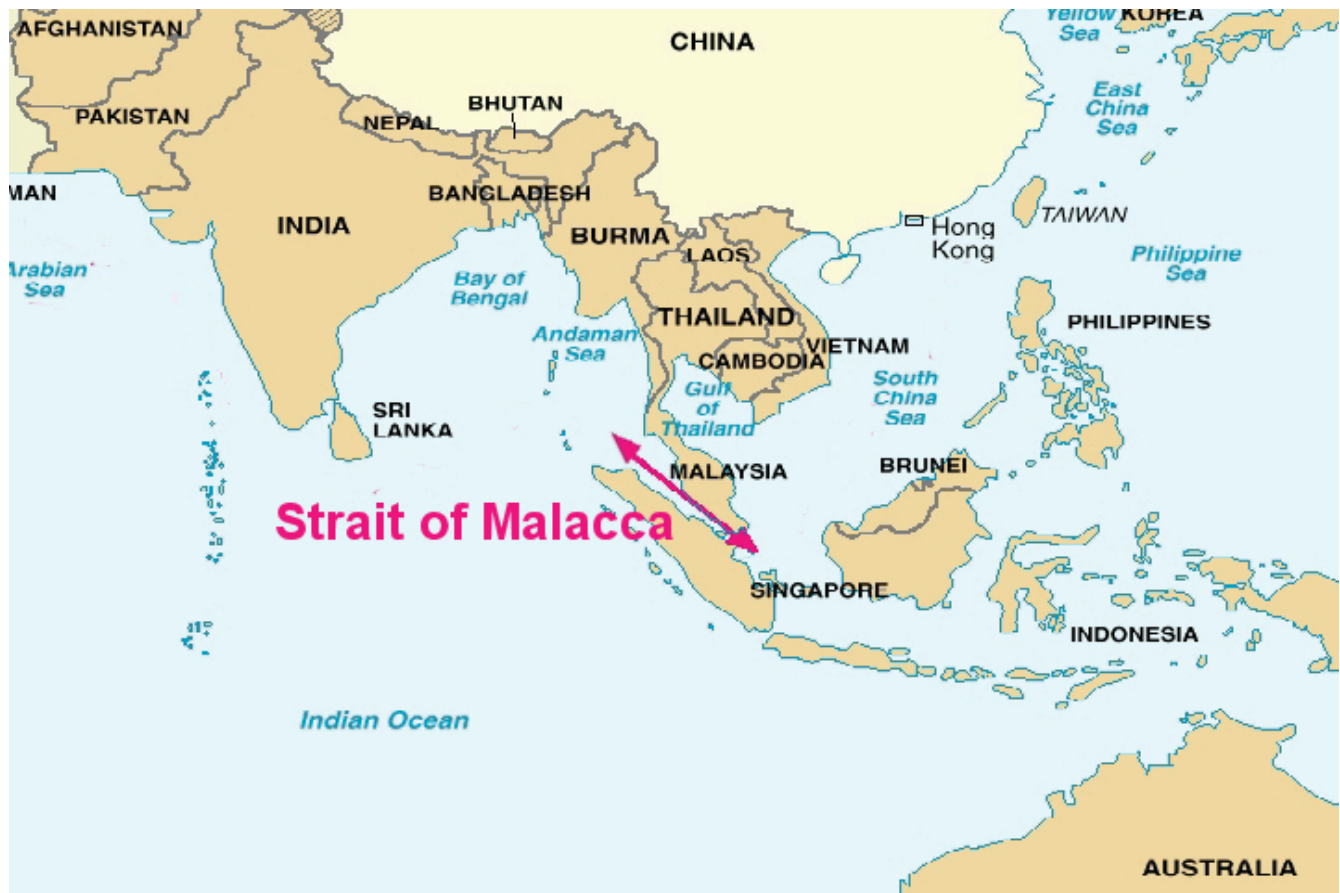 AFGHANISTAN
CHINA
Yellow
Sea
KOREA
PAKISTAN
NEPAL
BHUTAN
East
China
Sea
MAN
INDIA
BANGLADESH
BURMA
LAOS
Hong
Kong
TAIWAN
Arabian
Sea
Bay of
Bengal
Philippine
Sea
Andaman
Sea
THAILAND
VIETNAM
CAMBODIA
PHILIPPINES
SRI
LANKA
Gulf
of
Thailand
South
China
Sea
MALAYSIA
BRUNEI
Strait of Malacca
SINGAPORE
INDONESIA
Indian Ocean
AUSTRALIA